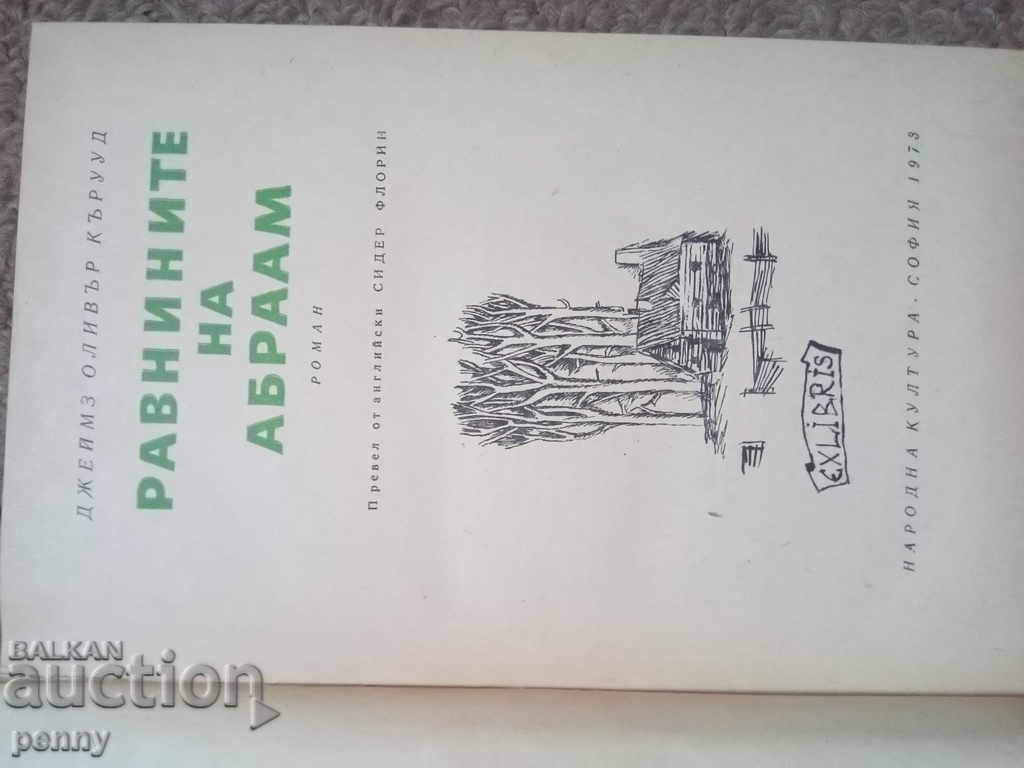 ДЖЕЙМЗ ОЛИВЪР КЪРУУД
РАВНИНИТЕ
НА
АБРААМ
РОМАН
Превел от английски СИДЕР ФЛОРИН
EXLiBRiS
НАРОДНА КУЛТУРА · СОФИЯ 1973
BALKAN
auction
penny